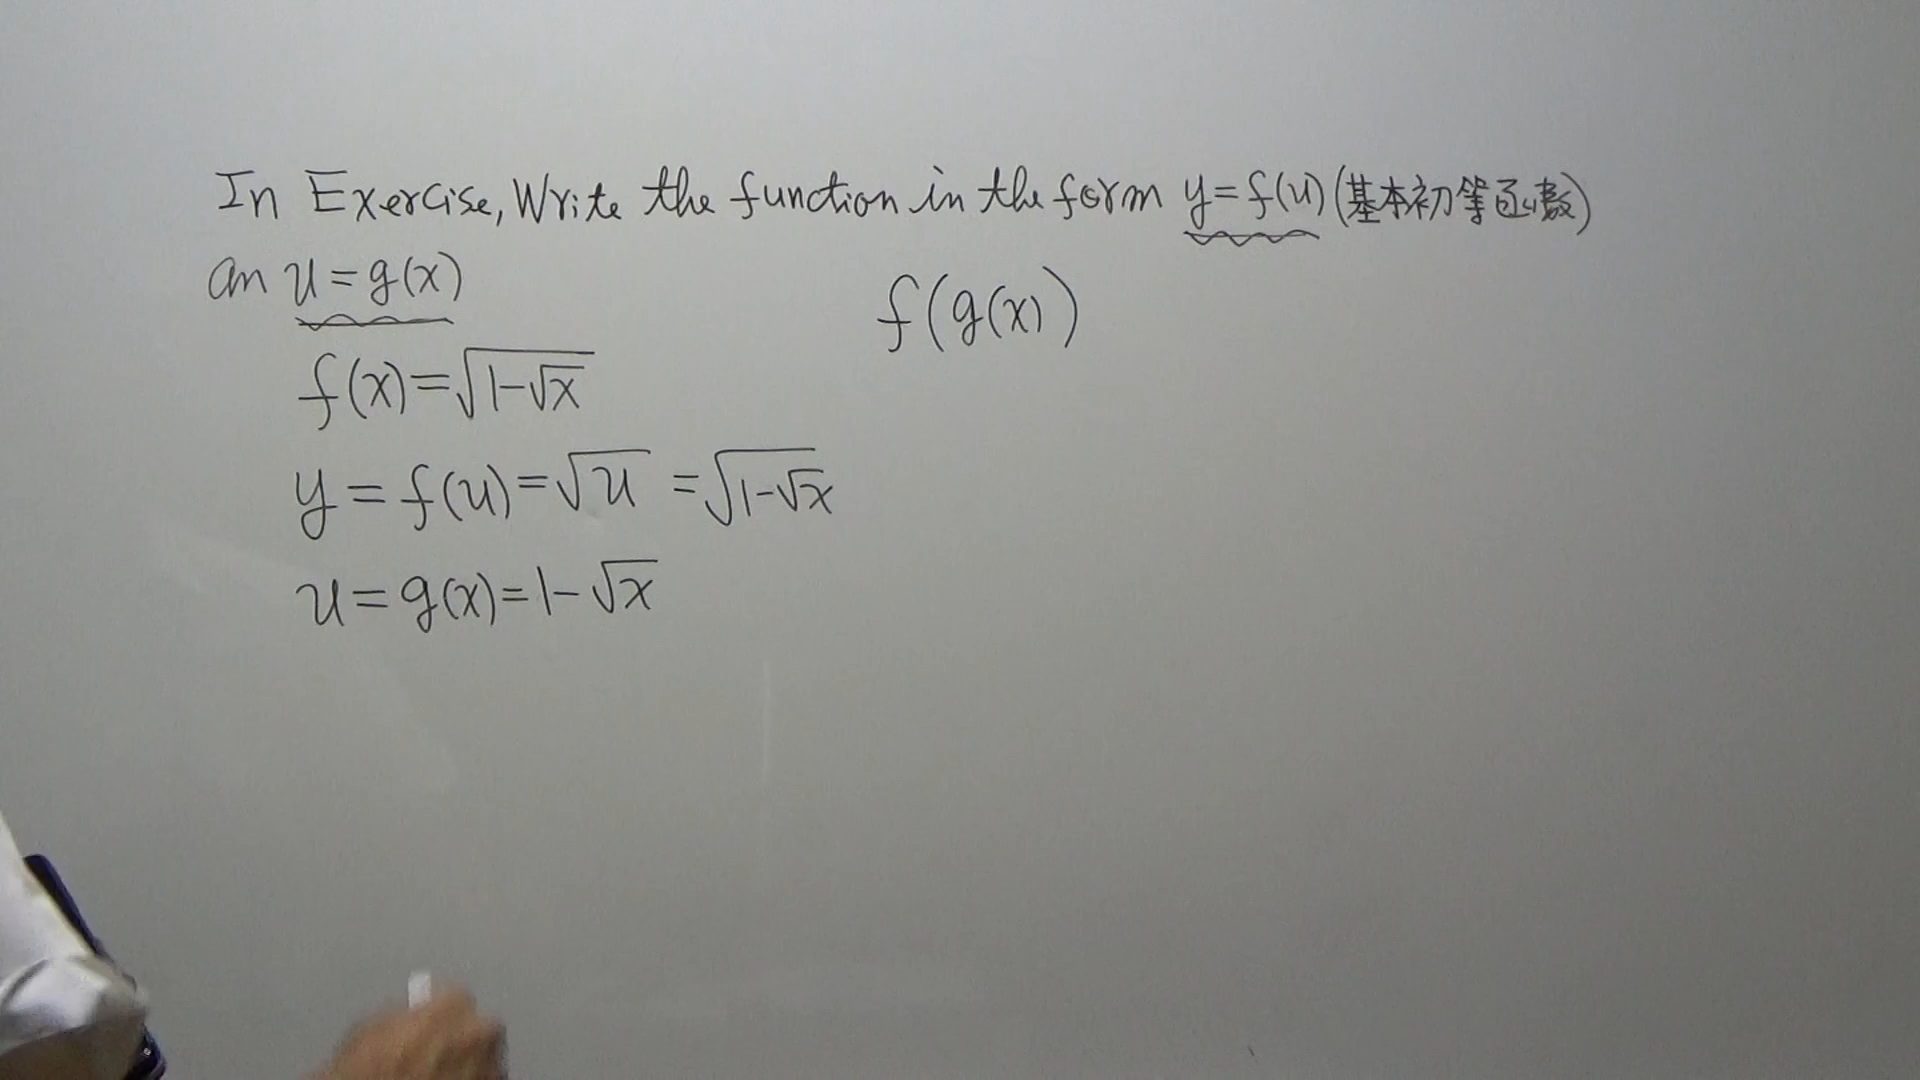 In Exercise, Write the function in the form y=f(u)(基本初等函數)
an u=g(x)
f(g(x))
f(x)=√(1-√x)
y=f(u)=√u =√(1-√x)
u=g(x)=1-√x